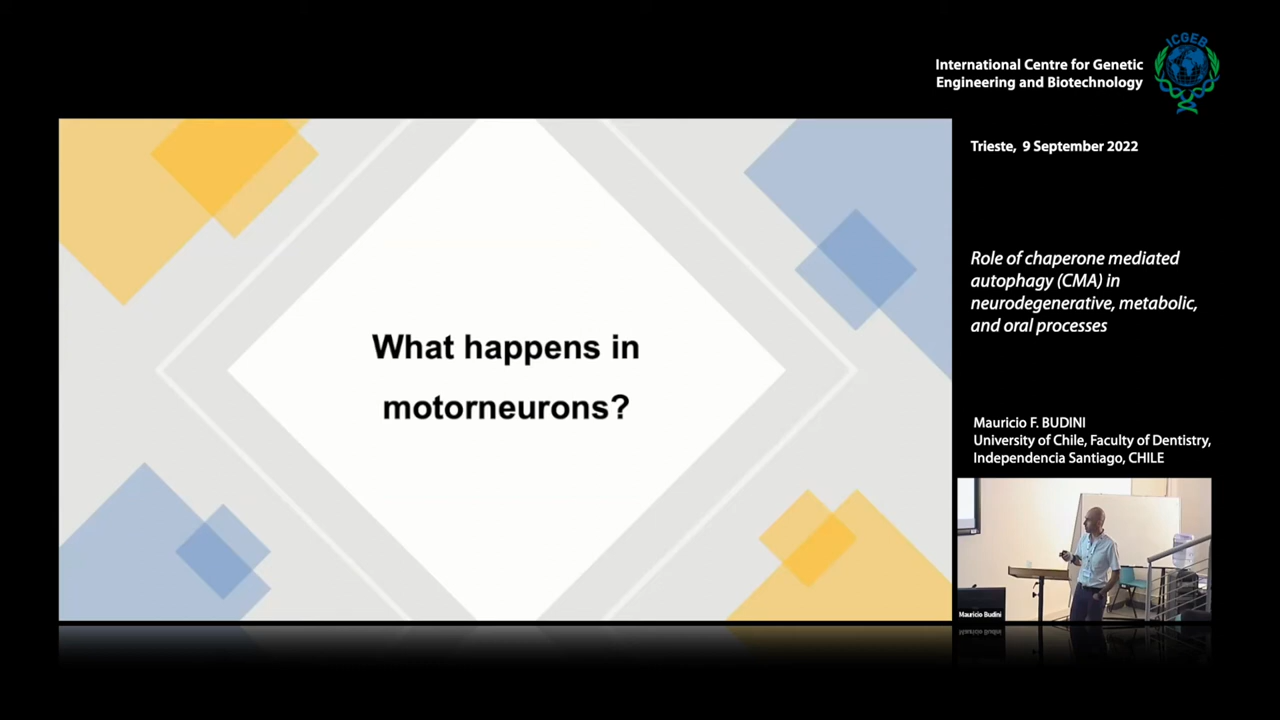 ICGEB
International Centre for Genetic
Engineering and Biotechnology
Trieste, 9 September 2022
What happens in
motorneurons?
Role of chaperone mediated
autophagy (CMA) in
neurodegenerative, metabolic,
and oral processes
Mauricio F. BUDINI
University of Chile, Faculty of Dentistry,
Independencia Santiago, CHILE
Mauricio Budini